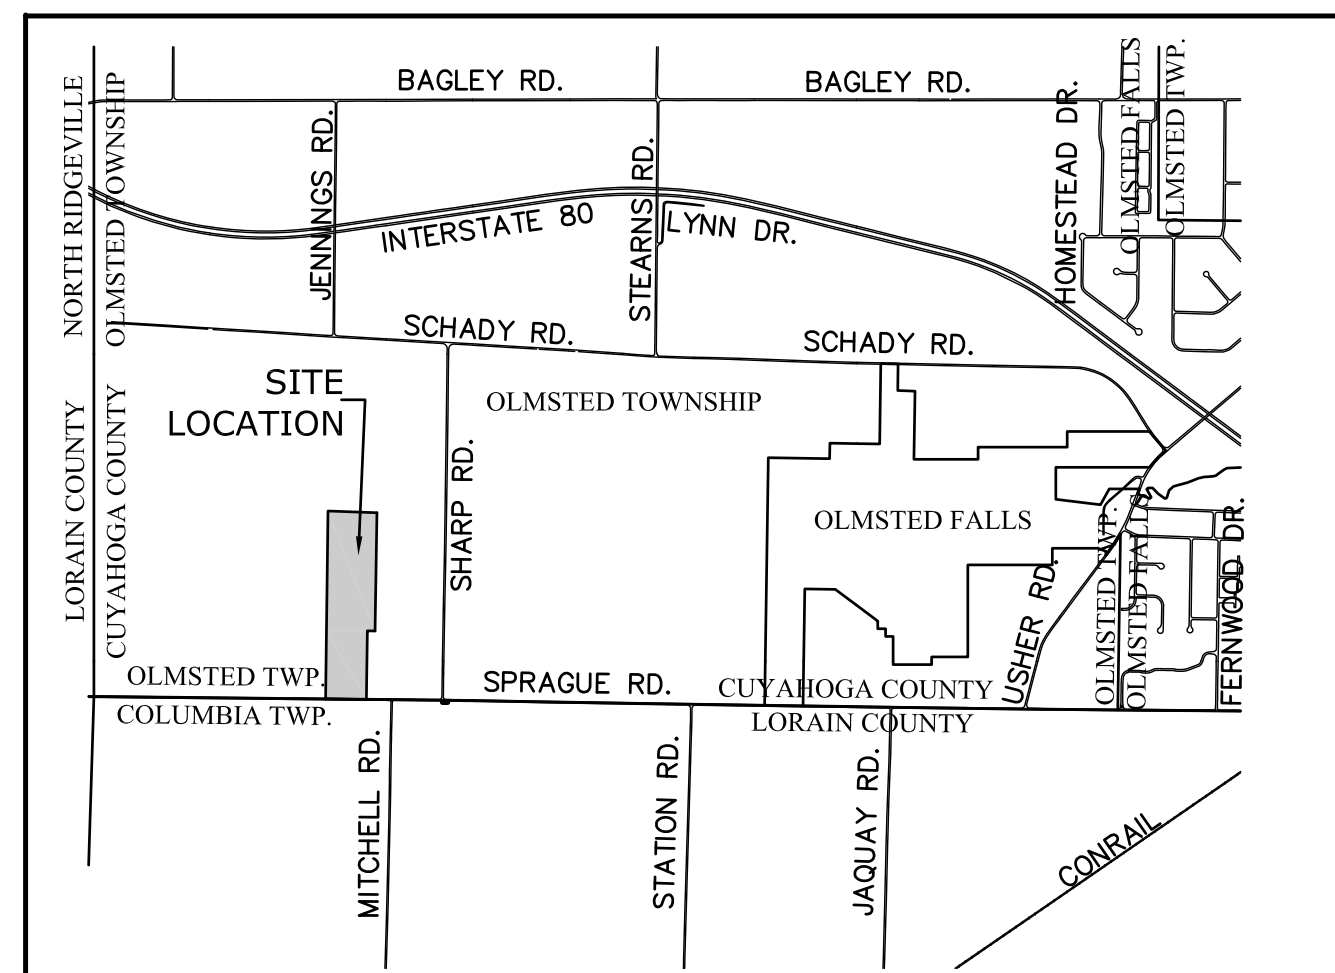 BAGLEY RD.
BAGLEY RD.
NORTH RIDGEVILLE
OLMSTED TOWNSHIP
JENNINGS RD.
INTERSTATE 80
STEARNS RD.
LYNN DR.
HOMESTEAD DR.
OLMSTED FALLS
OLMSTED TWP.
SCHADY RD.
SCHADY RD.
SITE
LOCATION
OLMSTED TOWNSHIP
LORAIN COUNTY
CUYAHOGA COUNTY
SHARP RD.
OLMSTED FALLS
USHER RD.
OLMSTED TWP.
OLMSTED FALLS
FERNWOOD DR.
OLMSTED TWP.
COLUMBIA TWP.
SPRAGUE RD.
CUYAHOGA COUNTY
LORAIN COUNTY
MITCHELL RD.
STATION RD.
JAQUAY RD.
CONRAIL